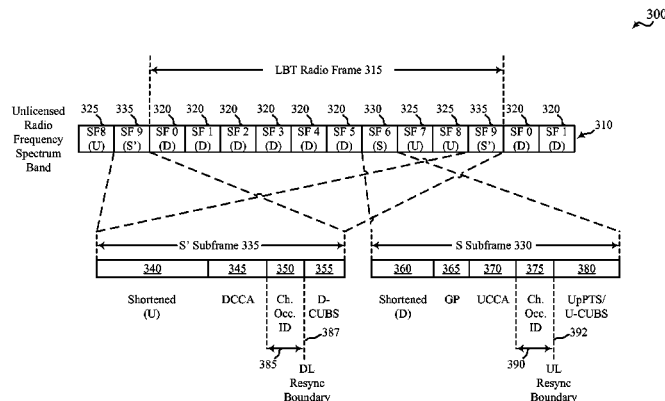 300
LBT Radio Frame 315
325 335 320 320 320 320 320 320 330 325 325 335 320 320
Unlicensed
Radio
Frequency
Spectrum
Band
SF 8 SF 9 SF 0 SF 1 SF 2 SF 3 SF 4 SF 5 SF 6 SF 7 SF 8 SF 9 SF 0 SF 1
(U) (S') (D) (D) (D) (D) (D) (D) (S) (U) (U) (S') (D) (D)
310
S' Subframe 335
S Subframe 330
340 345 350 355
360 365 370 375 380
Shortened
(U)
DCCA
Ch.
Occ.
ID
D-
CUBS
Shortened
(D)
GP
UCCA
Ch.
Occ.
ID
UpPTS/
U-CUBS
387
385
DL
Resync
Boundary
392
390
UL
Resync
Boundary